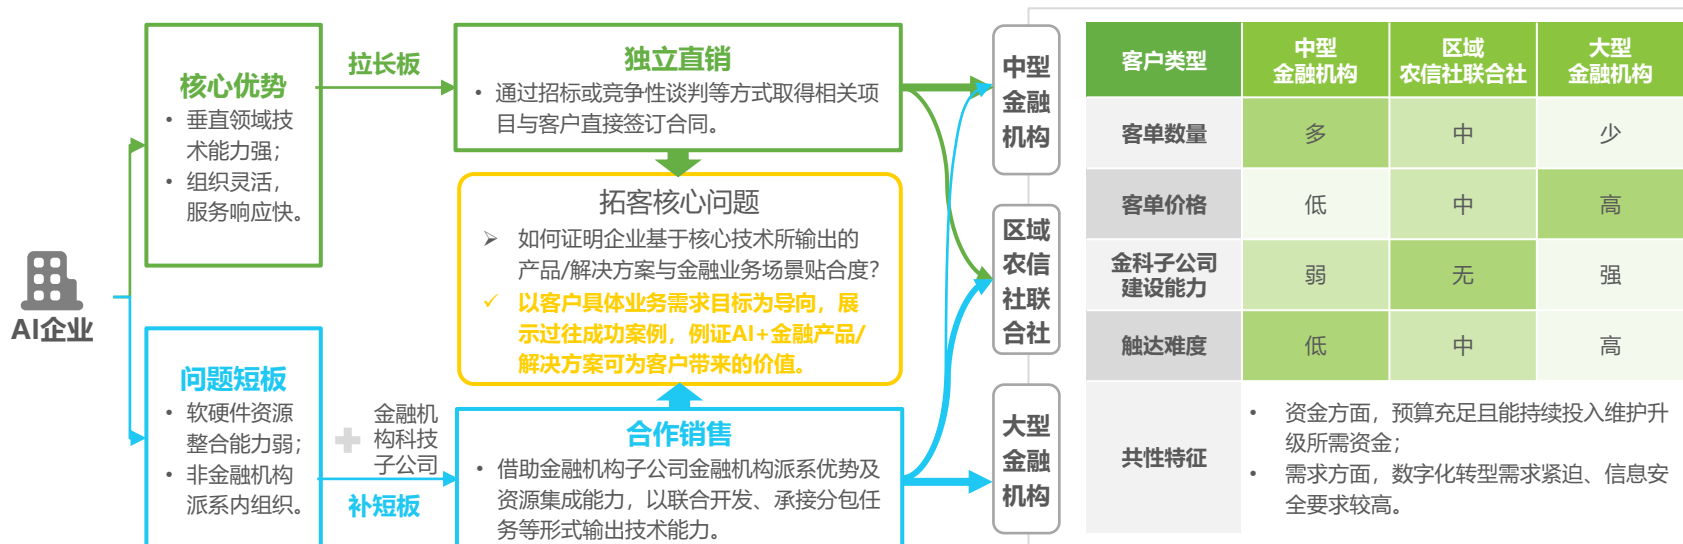 AI企业
核心优势
• 垂直领域技
术能力强；
• 组织灵活，
服务响应快。
拉长板
独立直销
• 通过招标或竞争性谈判等方式取得相关项
目与客户直接签订合同。
拓客核心问题
➢ 如何证明企业基于核心技术所输出的
产品/解决方案与金融业务场景贴合度？
✓ 以客户具体业务需求目标为导向，展
示过往成功案例，例证AI+金融产品/
解决方案可为客户带来的价值。
问题短板
• 软硬件资源
整合能力弱；
• 非金融机构
派系内组织。
金融机
构科技
子公司
补短板
合作销售
• 借助金融机构子公司金融机构派系优势及
资源集成能力，以联合开发、承接分包任
务等形式输出技术能力。
中型
金融
机构
区域
农信
社联
合社
大型
金融
机构
客户类型 中型 金融机构 区域 农信社联合社 大型 金融机构
客单数量 多 中 少
客单价格 低 中 高
金科子公司 建设能力 弱 无 强
触达难度 低 中 高
共性特征
• 资金方面，预算充足且能持续投入维护升
级所需资金；
• 需求方面，数字化转型需求紧迫、信息安
全要求较高。